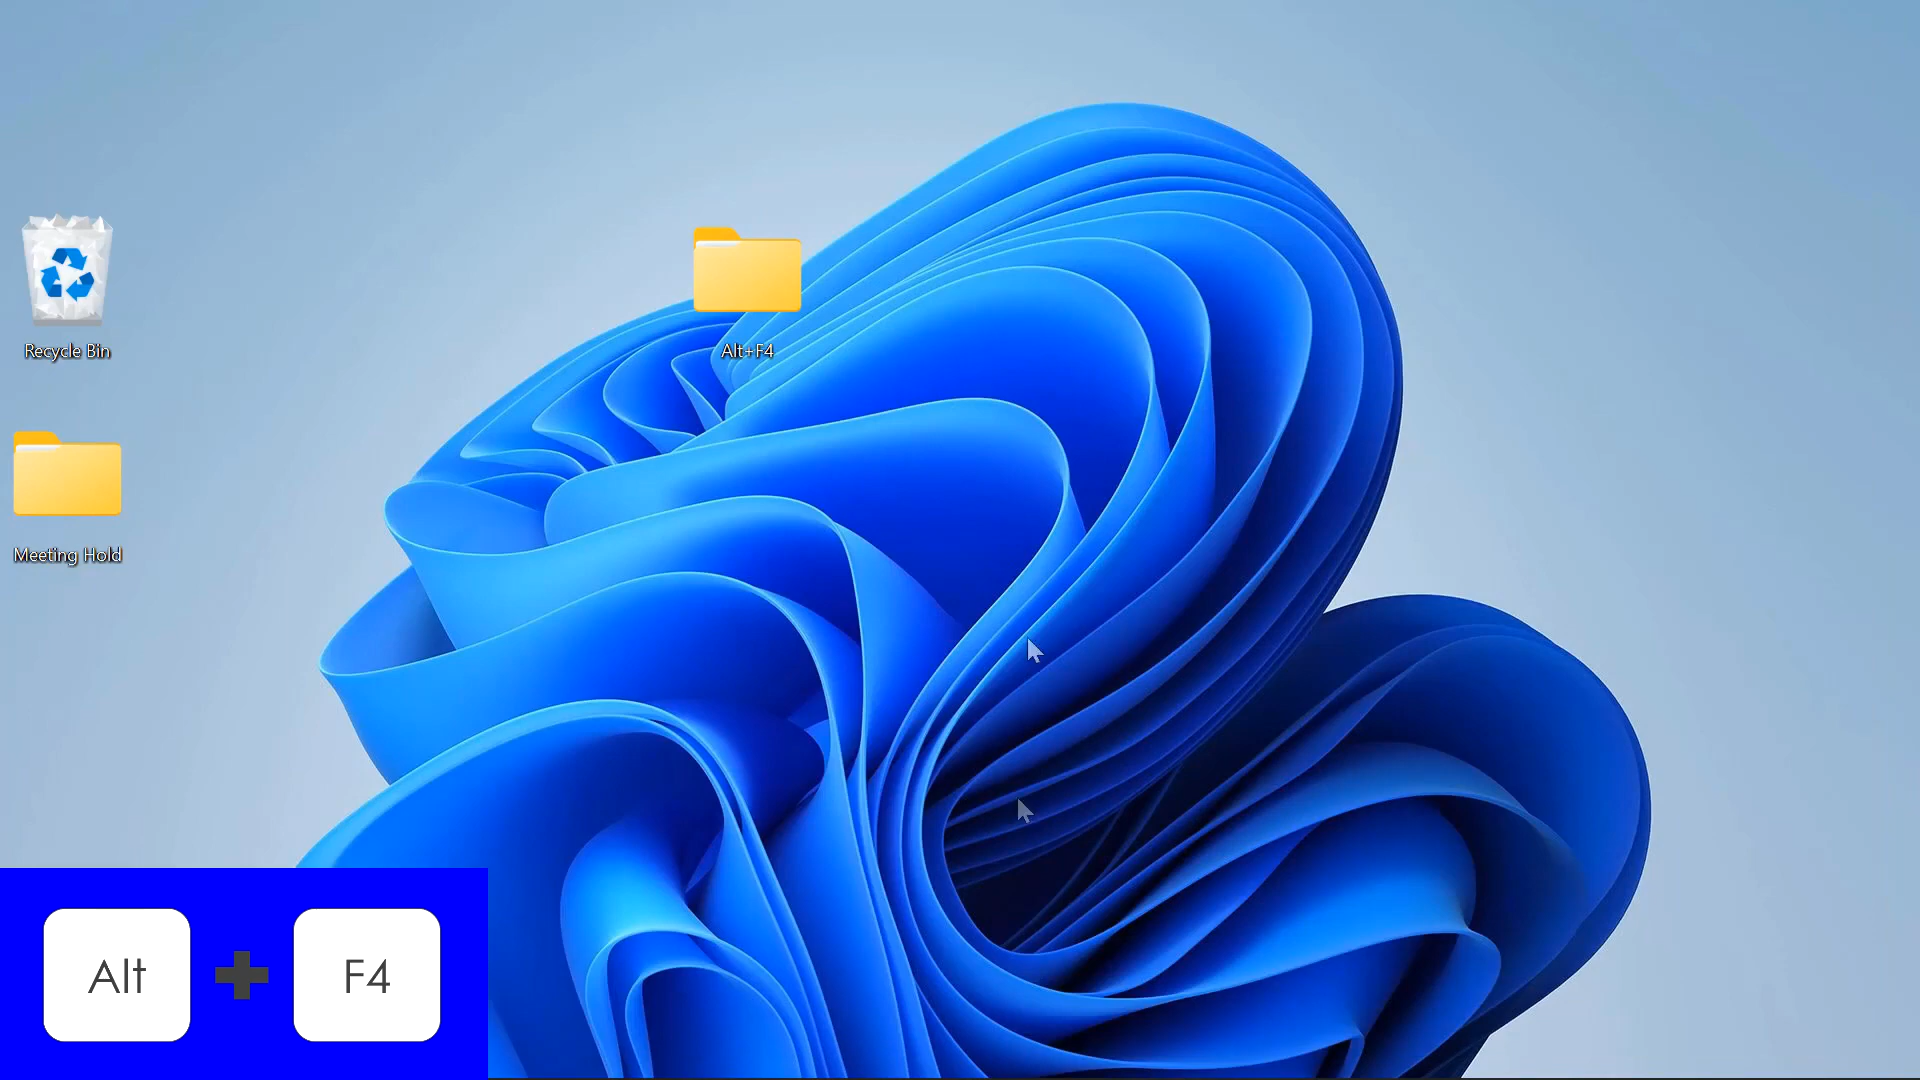 Recycle Bin
Alt+F4
Meeting Hold
Alt + F4